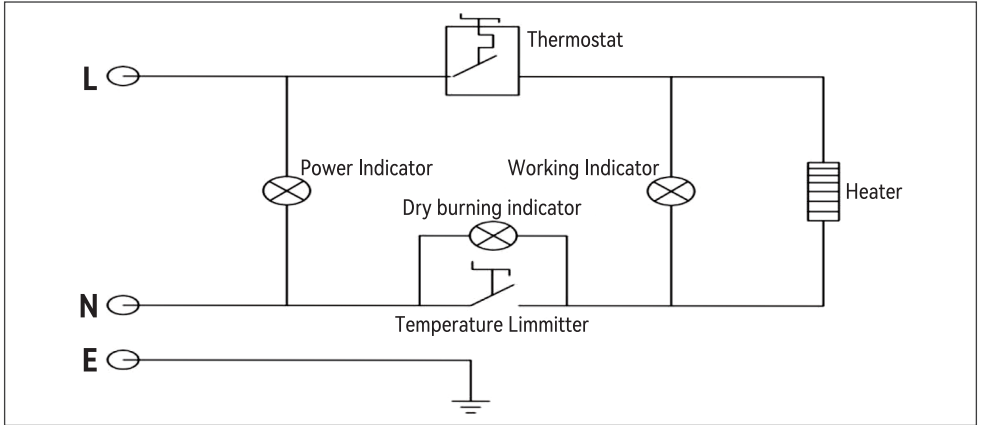 Thermostat
L
Power Indicator
Working Indicator
Heater
Dry burning indicator
N
Temperature Limmitter
E